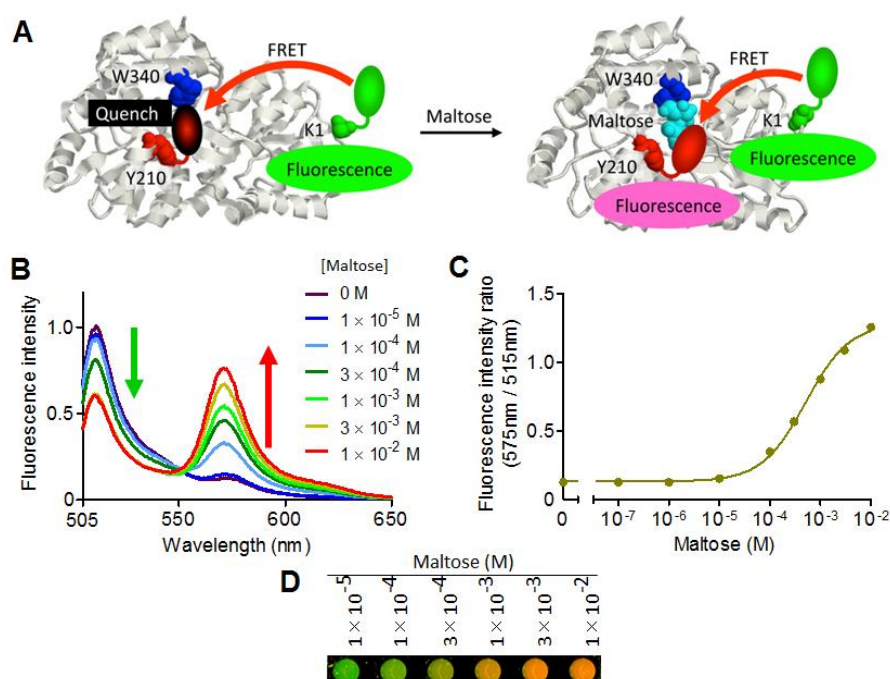 A
FRET
W340
Quench
K1
Y210
Fluorescence
Maltose
FRET
W340
Maltose
K1
Y210
Fluorescence
Fluorescence
B
[Maltose]
0 M
1 × 10⁻⁵ M
1 × 10⁻⁴ M
3 × 10⁻⁴ M
1 × 10⁻³ M
3 × 10⁻³ M
1 × 10⁻² M
1.0
0.5
0
Fluorescence intensity
505 550 600 650
Wavelength (nm)
C
1.5
1.0
0.5
0.0
Fluorescence intensity ratio
(575nm / 515nm)
0 10⁻⁷ 10⁻⁶ 10⁻⁵ 10⁻⁴ 10⁻³ 10⁻²
Maltose (M)
D
Maltose (M)
1 × 10⁻⁵
1 × 10⁻⁴
3 × 10⁻⁴
1 × 10⁻³
3 × 10⁻³
1 × 10⁻²